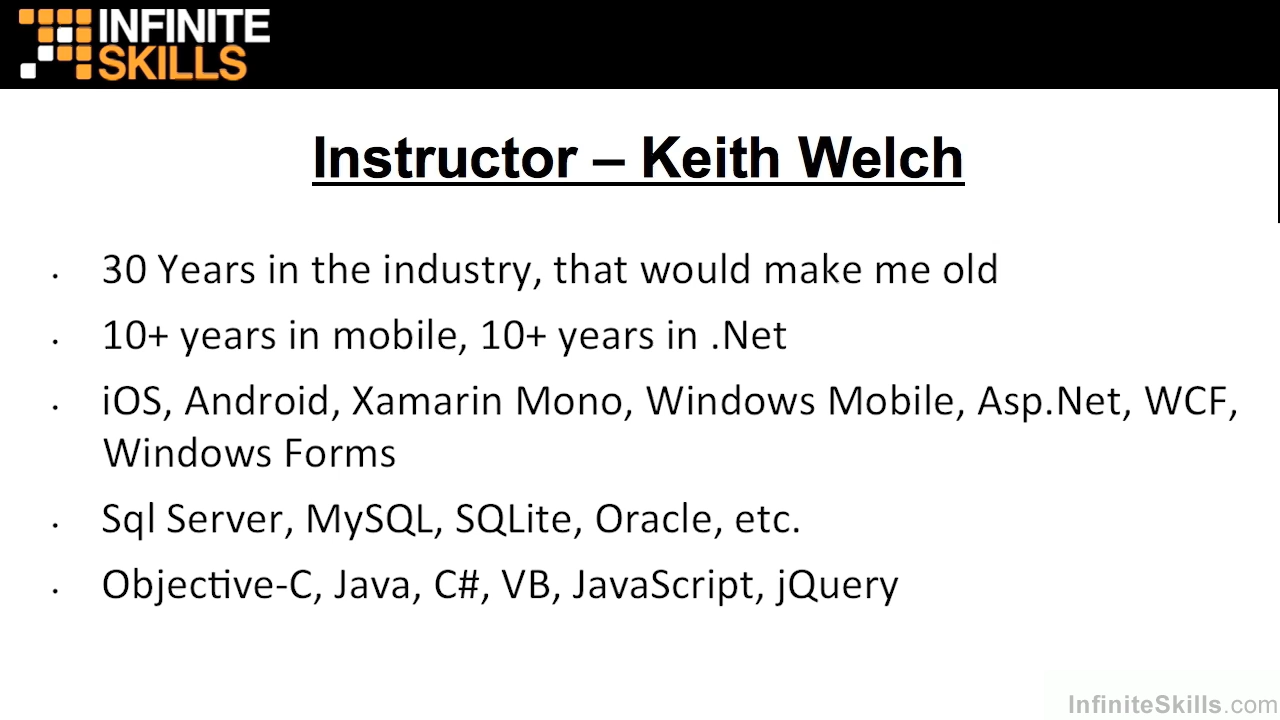 INFINITE
SKILLS
Instructor – Keith Welch
· 30 Years in the industry, that would make me old
· 10+ years in mobile, 10+ years in .Net
· iOS, Android, Xamarin Mono, Windows Mobile, Asp.Net, WCF,
Windows Forms
· Sql Server, MySQL, SQLite, Oracle, etc.
· Objective-C, Java, C#, VB, JavaScript, jQuery
InfiniteSkills.com